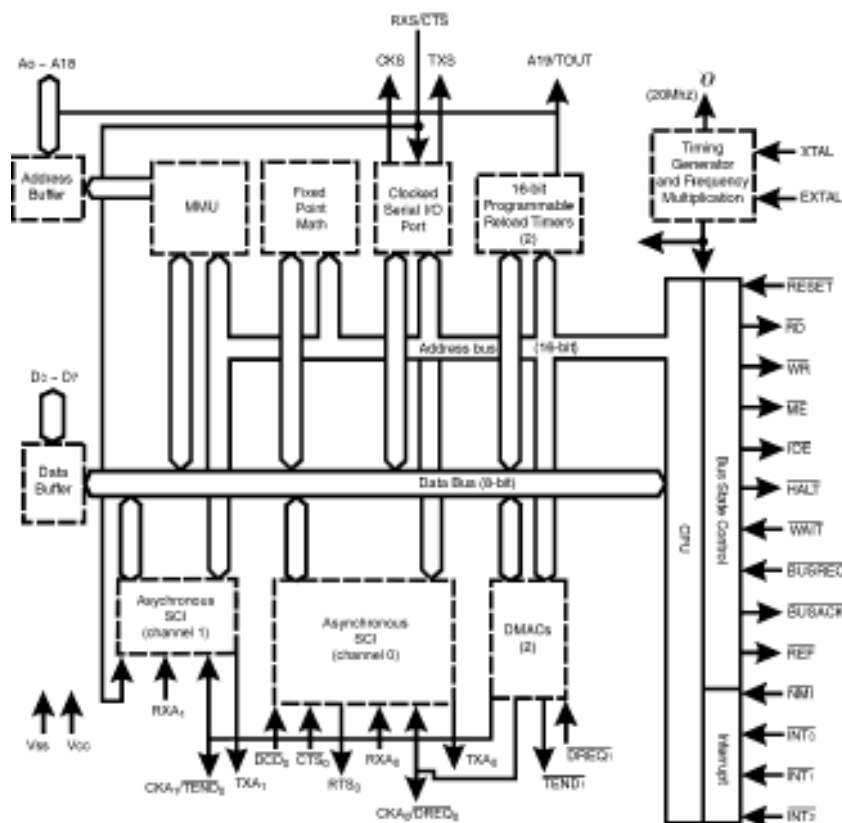 RXS/CTS
CKS
TXS
A0 – A18
A19/TOUT
Ø
(20Mhz)
Address
Buffer
MMU
Fixed
Point
Math
Clocked
Serial I/O
Port
16-bit
Programmable
Reload Timers
(2)
Timing
Generator
and Frequency
Multiplication
XTAL
EXTAL
RESET
RD
WR
ME
IOE
HALT
WAIT
BUSREQ
BUSACK
REF
NMI
INT0
INT1
INT2
Address bus (16-bit)
D0 – D7
Data
Buffer
Data Bus (8-bit)
CPU
Bus State Control
Interrupt
Asychronous
SCI
(channel 1)
Asynchronous
SCI
(channel 0)
DMACs
(2)
Vss
Vcc
RXA1
CKA1/TEND0
TXA1
DCD0
CTS0
RTS0
RXA0
CKA0/DREQ0
TXA0
TEND1
DREQ1